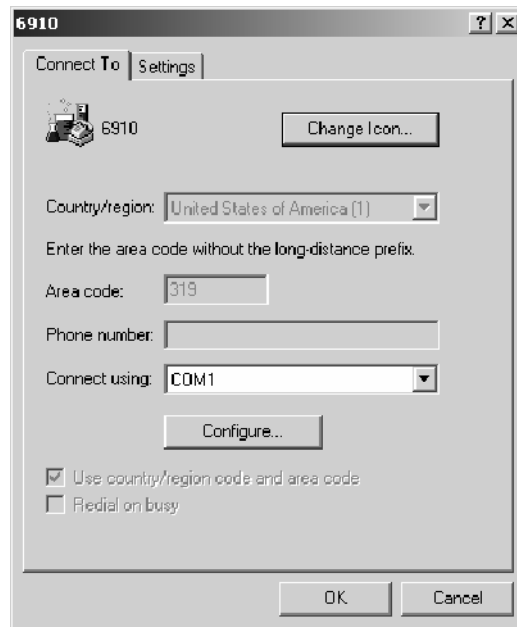 6910
Connect To Settings
6910 Change Icon...
Country/region: United States of America (1)
Enter the area code without the long-distance prefix.
Area code: 319
Phone number:
Connect using: COM1
Configure...
Use country/region code and area code
Redial on busy
OK Cancel